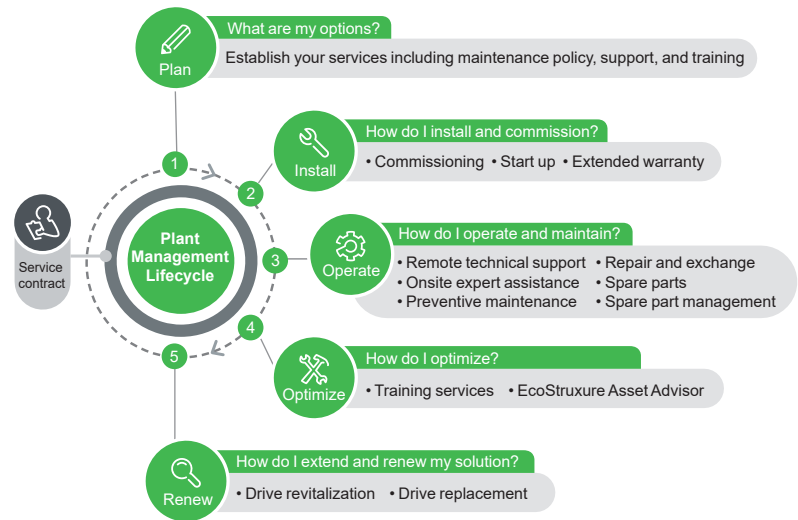 What are my options?
Plan
Establish your services including maintenance policy, support, and training
1
How do I install and commission?
Install
• Commissioning • Start up • Extended warranty
2
Plant
Management
Lifecycle
Service
contract
3
How do I operate and maintain?
Operate
• Remote technical support • Repair and exchange
• Onsite expert assistance • Spare parts
• Preventive maintenance • Spare part management
4
How do I optimize?
Optimize
• Training services • EcoStruxure Asset Advisor
5
How do I extend and renew my solution?
Renew
• Drive revitalization • Drive replacement